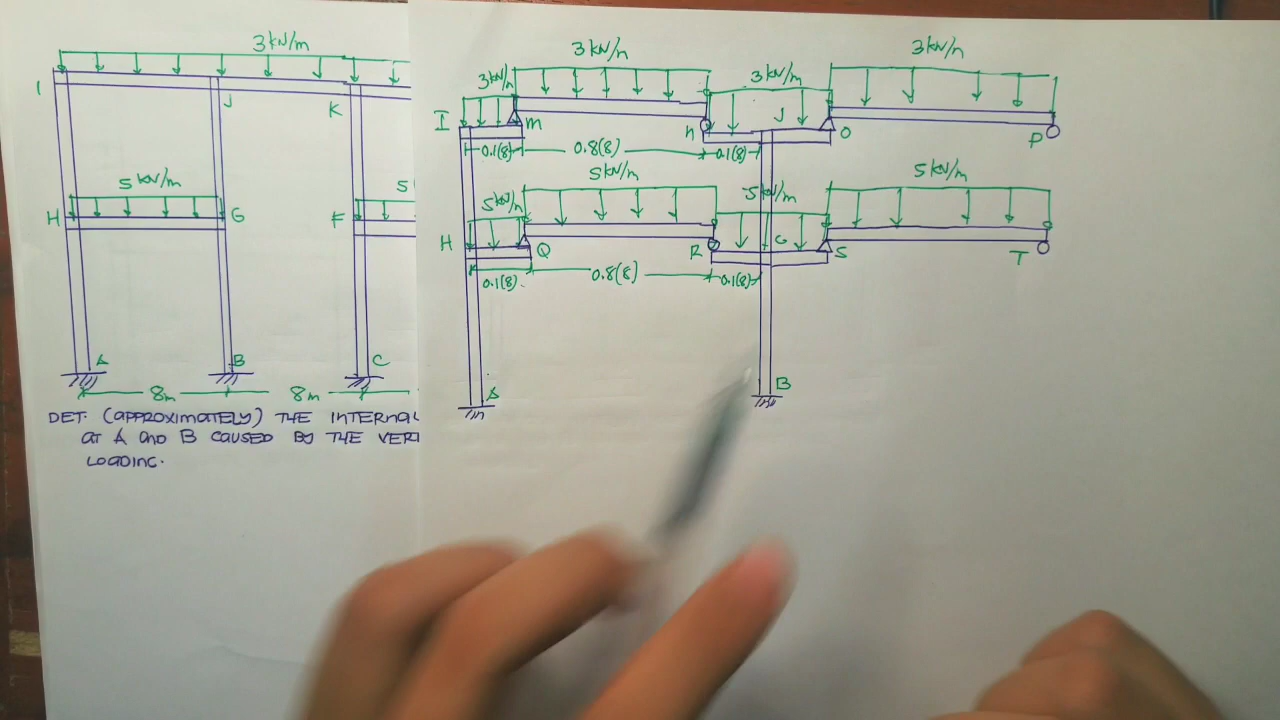 3kN/m
I
J
K
5kN/m
5
H
G
F
A
B
C
8m
8m
DET. (APPROXIMATELY) THE INTERNAL
AT A AND B CAUSED BY THE VERT
LOADING.
3kN/m
3kN/m
3kN/m
3kN/m
I
M
N
J
O
P
0.1(8)
0.8(8)
0.1(8)
5kN/m
5kN/m
5kN/m
5kN/m
H
Q
R
G
S
T
0.1(8)
0.8(8)
0.1(8)
A
B